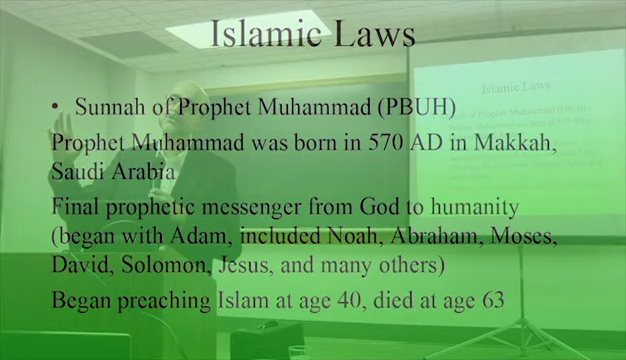 Islamic Laws
• Sunnah of Prophet Muhammad (PBUH)
Prophet Muhammad was born in 570 AD in Makkah,
Saudi Arabia
Final prophetic messenger from God to humanity
(began with Adam, included Noah, Abraham, Moses,
David, Solomon, Jesus, and many others)
Began preaching Islam at age 40, died at age 63
Islamic Laws